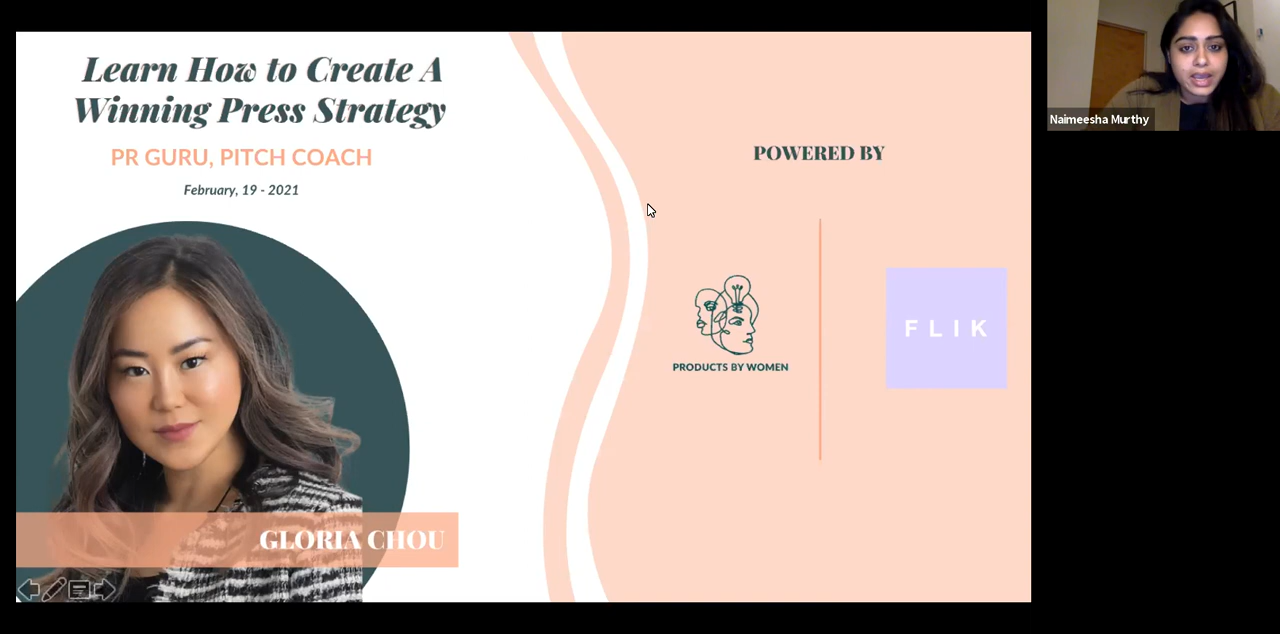 Learn How to Create A
Winning Press Strategy
PR GURU, PITCH COACH
February, 19 - 2021
GLORIA CHOU
POWERED BY
PRODUCTS BY WOMEN
FLIK
Naimeesha Murthy